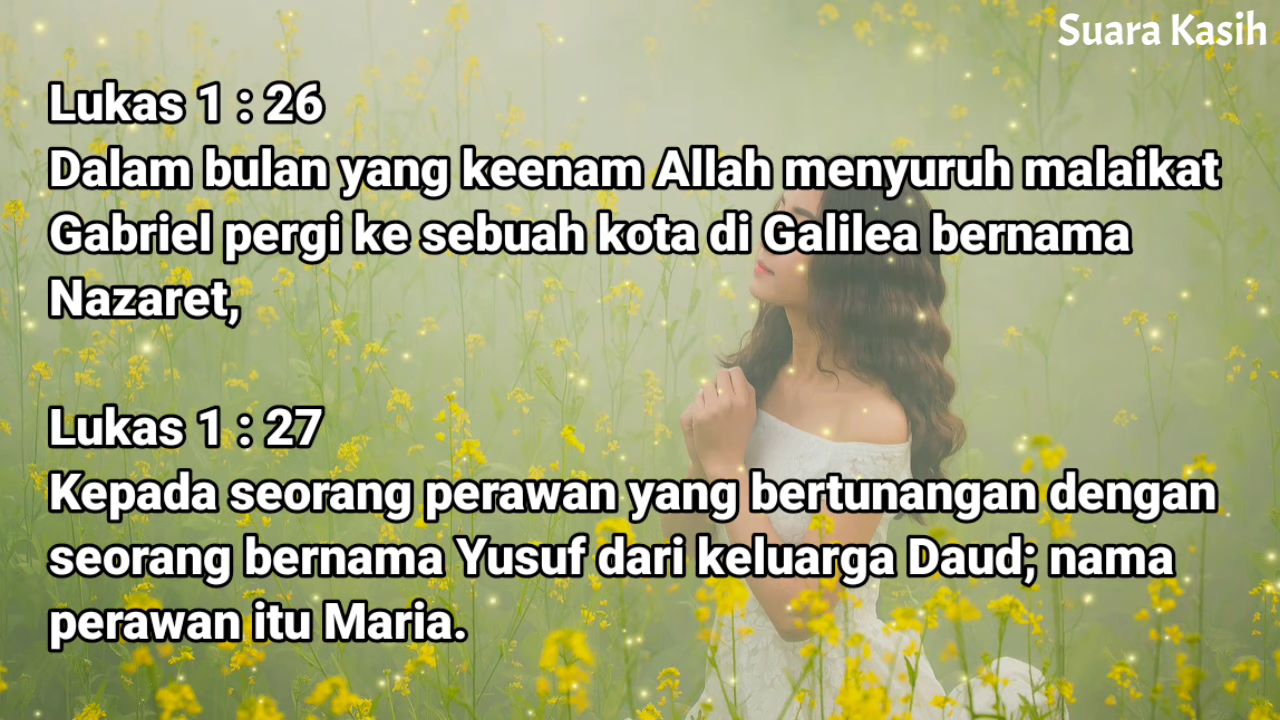 Suara Kasih
Lukas 1 : 26
Dalam bulan yang keenam Allah menyuruh malaikat
Gabriel pergi ke sebuah kota di Galilea bernama
Nazaret,
Lukas 1 : 27
Kepada seorang perawan yang bertunangan dengan
seorang bernama Yusuf dari keluarga Daud; nama
perawan itu Maria.